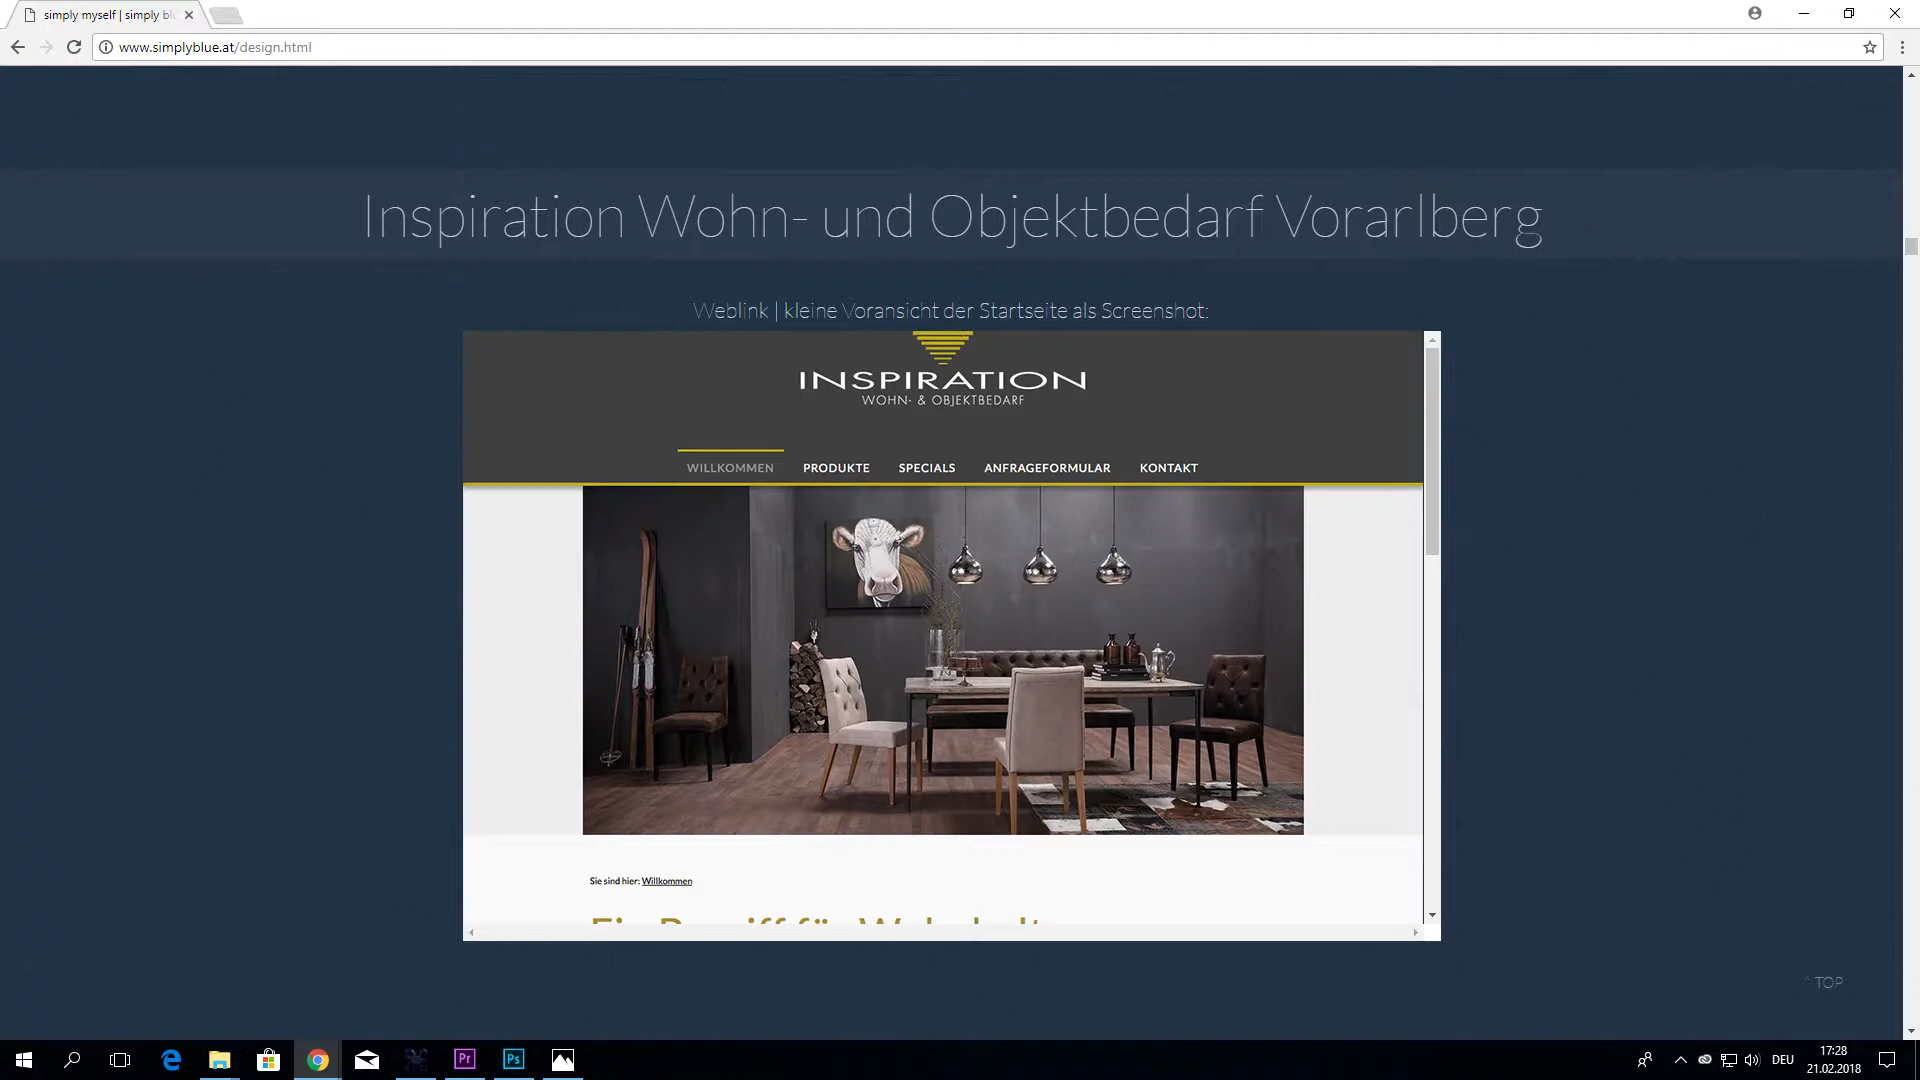 simply myself | simply bl
www.simplyblue.at/design.html
Inspiration Wohn- und Objektbedarf Vorarlberg
Weblink | kleine Voransicht der Startseite als Screenshot:
INSPIRATION
WOHN- & OBJEKTBEDARF
WILLKOMMEN PRODUKTE SPECIALS ANFRAGEFORMULAR KONTAKT
Sie sind hier: Willkommen
^ TOP
Pr Ps
DEU
17:28
21.02.2018